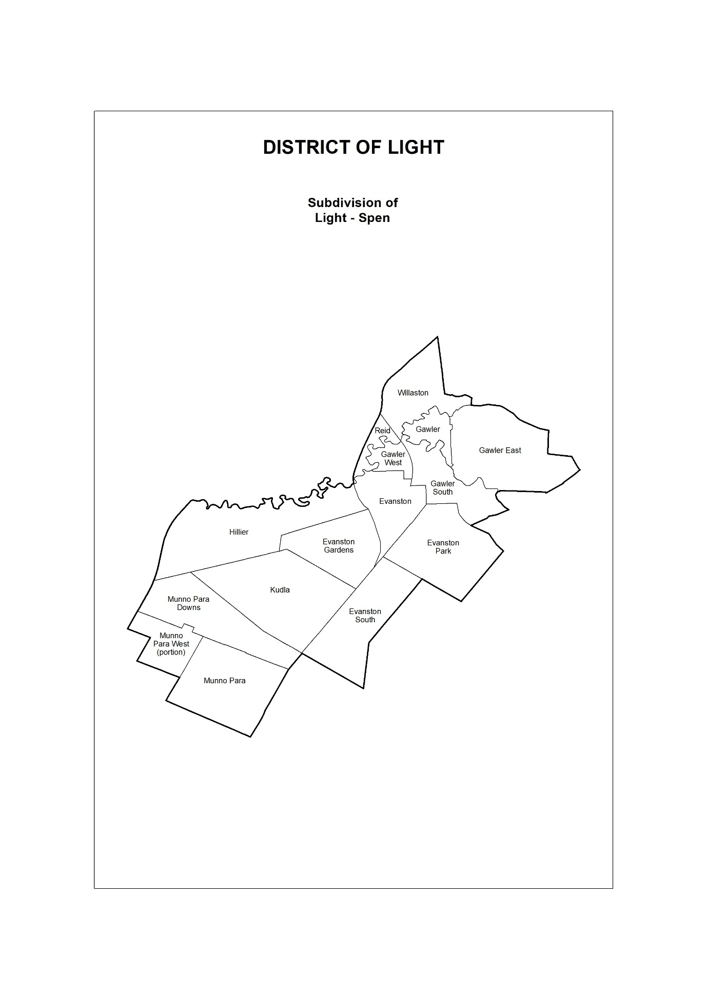 DISTRICT OF LIGHT
Subdivision of
Light - Spen
Willaston
Reid
Gawler
Gawler East
Gawler
West
Gawler
South
Evanston
Hillier
Evanston
Gardens
Evanston
Park
Kudla
Munno Para
Downs
Evanston
South
Munno
Para West
(portion)
Munno Para